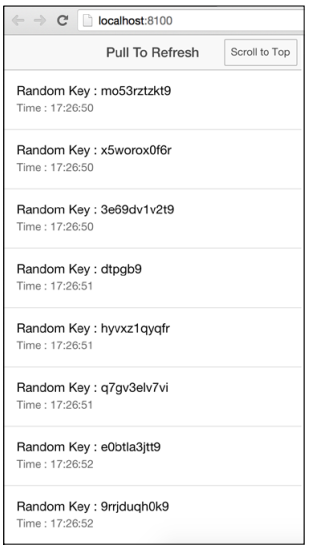 localhost:8100
Pull To Refresh
Scroll to Top
Random Key : mo53rztzkt9
Time : 17:26:50
Random Key : x5worox0f6r
Time : 17:26:50
Random Key : 3e69dv1v2t9
Time : 17:26:50
Random Key : dtpgb9
Time : 17:26:51
Random Key : hyvxz1qyqfr
Time : 17:26:51
Random Key : q7gv3elv7vi
Time : 17:26:51
Random Key : e0btla3jtt9
Time : 17:26:52
Random Key : 9rrjduqh0k9
Time : 17:26:52